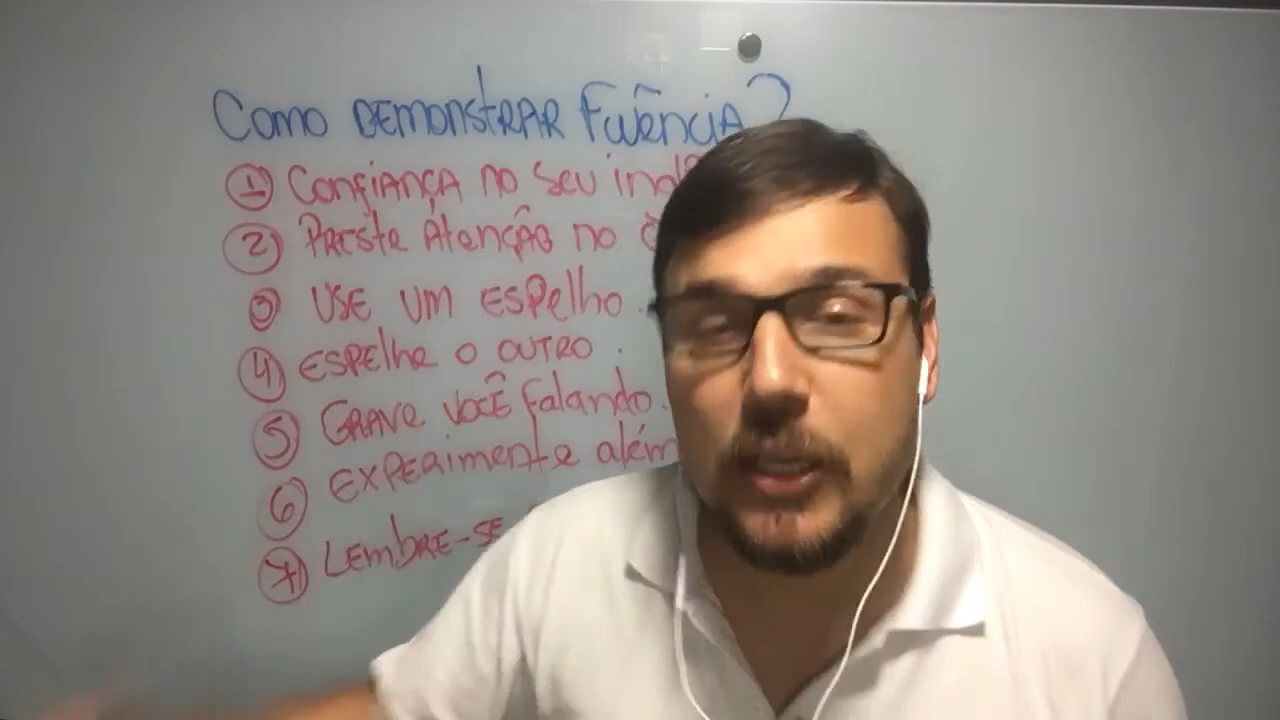 Como DEMONSTRAR Fluência?
① Confiança no seu
② Preste Atenção no
③ USE UM ESPELHO.
④ ESPELHE O OUTRO.
⑤ GRAVE VOCÊ falando.
⑥ EXPERIMENTE além
⑦ LEMBRE-SE